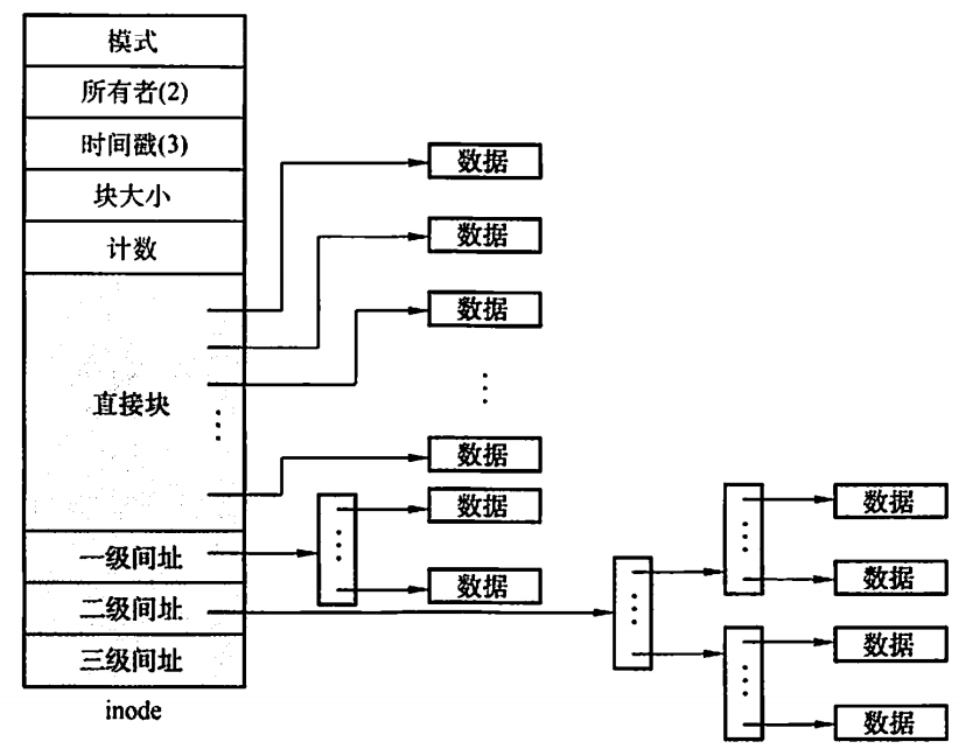 模式
所有者(2)
时间戳(3)
块大小
计数
直接块
一级间址
二级间址
三级间址
inode
数据
数据
数据
数据
数据
数据
数据
数据
数据
数据